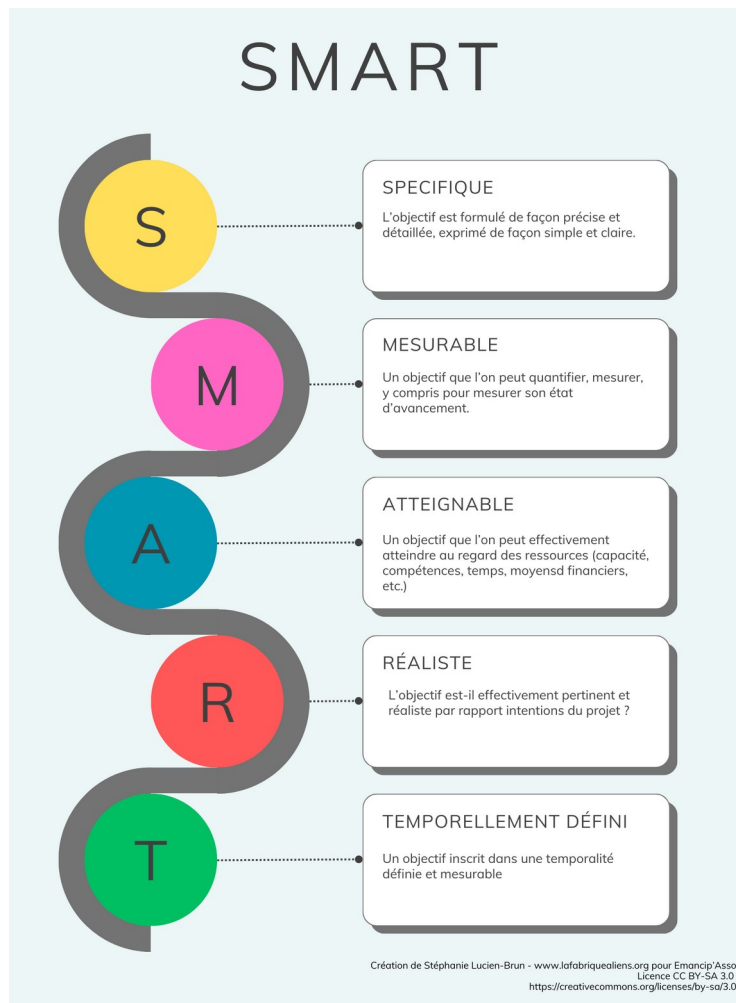 SMART
S
SPECIFIQUE
L'objectif est formulé de façon précise et
détaillée, exprimé de façon simple et claire.
M
MESURABLE
Un objectif que l'on peut quantifier, mesurer,
y compris pour mesurer son état
d'avancement.
A
ATTEIGNABLE
Un objectif que l'on peut effectivement
atteindre au regard des ressources (capacité,
compétences, temps, moyensd financiers,
etc.)
R
RÉALISTE
L'objectif est-il effectivement pertinent et
réaliste par rapport intentions du projet ?
T
TEMPORELLEMENT DÉFINI
Un objectif inscrit dans une temporalité
définie et mesurable
Création de Stéphanie Lucien-Brun - www.lafabriquealiens.org pour Emancip'Asso
Licence CC BY-SA 3.0
https://creativecommons.org/licenses/by-sa/3.0